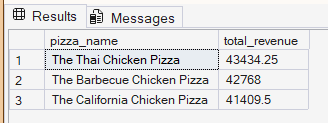 Results Messages
pizza_name total_revenue
1 The Thai Chicken Pizza 43434.25
2 The Barbecue Chicken Pizza 42768
3 The California Chicken Pizza 41409.5